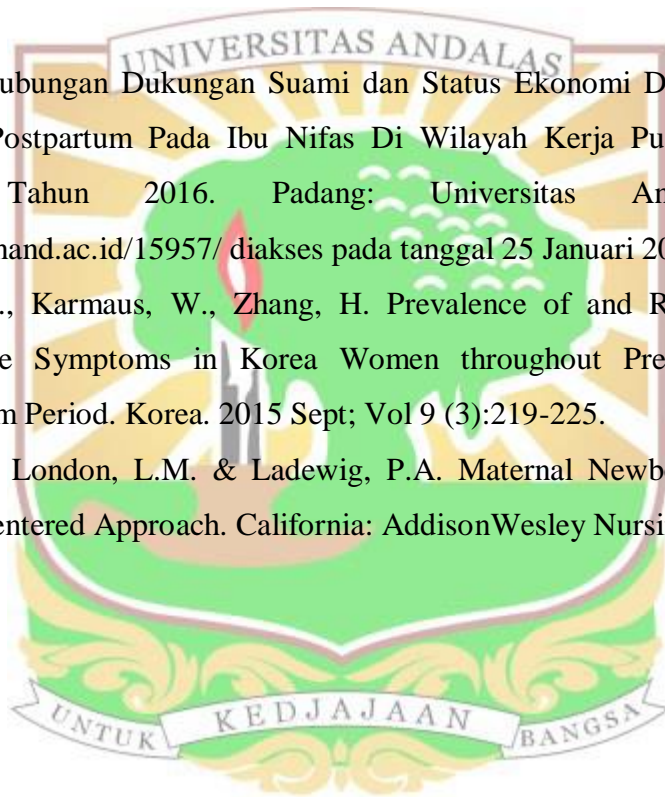 UNIVERSITAS ANDALAS
ubungan Dukungan Suami dan Status Ekonomi D
Postpartum Pada Ibu Nifas Di Wilayah Kerja Pu
Tahun 2016. Padang: Universitas An
nand.ac.id/15957/ diakses pada tanggal 25 Januari 20
., Karmaus, W., Zhang, H. Prevalence of and R
e Symptoms in Korea Women throughout Pre
m Period. Korea. 2015 Sept; Vol 9 (3):219-225.
London, L.M. & Ladewig, P.A. Maternal Newb
entered Approach. California: AddisonWesley Nursi
UNTUK KEDJAJAAN BANGSA